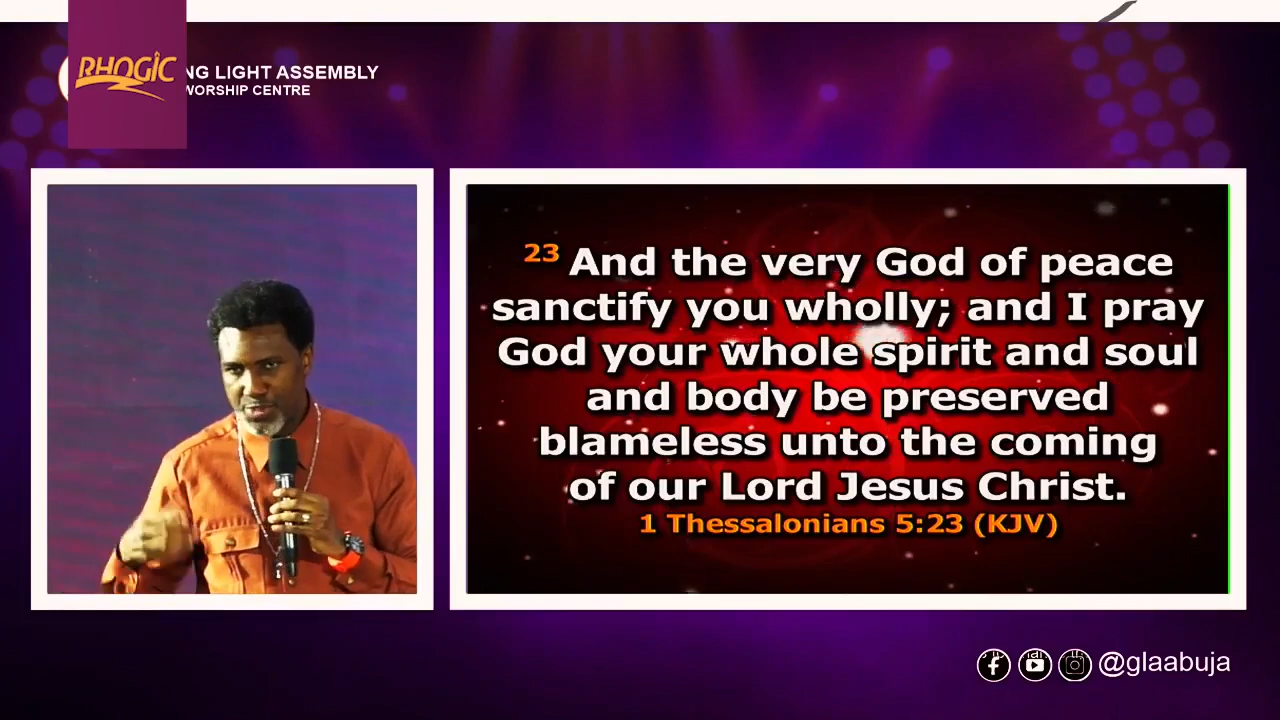 RHOGIC
NG LIGHT ASSEMBLY
WORSHIP CENTRE
23 And the very God of peace
sanctify you wholly; and I pray
God your whole spirit and soul
and body be preserved
blameless unto the coming
of our Lord Jesus Christ.
1 Thessalonians 5:23 (KJV)
@glaabuja